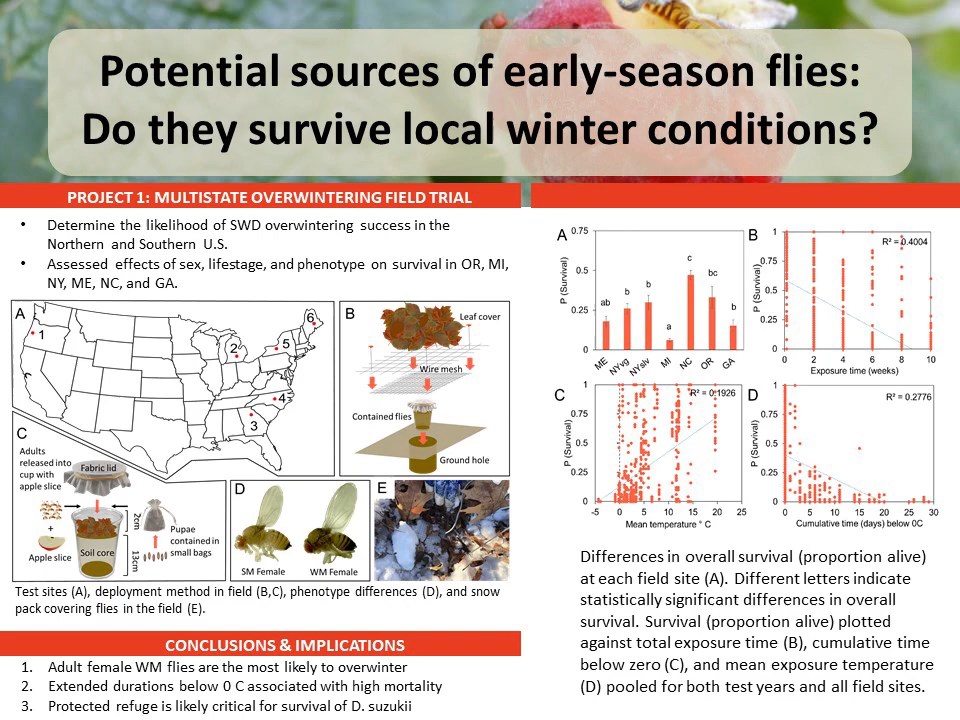 Potential sources of early-season flies:
Do they survive local winter conditions?
PROJECT 1: MULTISTATE OVERWINTERING FIELD TRIAL
• Determine the likelihood of SWD overwintering success in the
Northern and Southern U.S.
• Assessed effects of sex, lifestage, and phenotype on survival in OR, MI,
NY, ME, NC, and GA.
A
1
2
3
4
5
6
B
Leaf cover
Wire mesh
Contained flies
Ground hole
C
Adults
released into
cup with
apple slice
Fabric lid
+
Apple slice
Soil core
2cm
13cm
Pupae
contained in
small bags
D
SM Female
WM Female
E
Test sites (A), deployment method in field (B,C), phenotype differences (D), and snow
pack covering flies in the field (E).
CONCLUSIONS & IMPLICATIONS
1. Adult female WM flies are the most likely to overwinter
2. Extended durations below 0 C associated with high mortality
3. Protected refuge is likely critical for survival of D. suzukii
A
P (Survival)
0.75
0.5
0.25
0
ab
b
b
a
c
bc
b
ME
NYvg
NYslv
MI
NC
OR
GA
B
R² = 0.4004
P (Survival)
1
0.75
0.5
0.25
0
0 2 4 6 8 10
Exposure time (weeks)
C
R² = 0.1926
P (Survival)
1
0.75
0.5
0.25
0
-5 0 5 10 15 20 25
Mean temperature ° C
D
R² = 0.2776
P (Survival)
1
0.75
0.5
0.25
0
0 5 10 15 20 25 30
Cumulative time (days) below 0C
Differences in overall survival (proportion alive)
at each field site (A). Different letters indicate
statistically significant differences in overall
survival. Survival (proportion alive) plotted
against total exposure time (B), cumulative time
below zero (C), and mean exposure temperature
(D) pooled for both test years and all field sites.